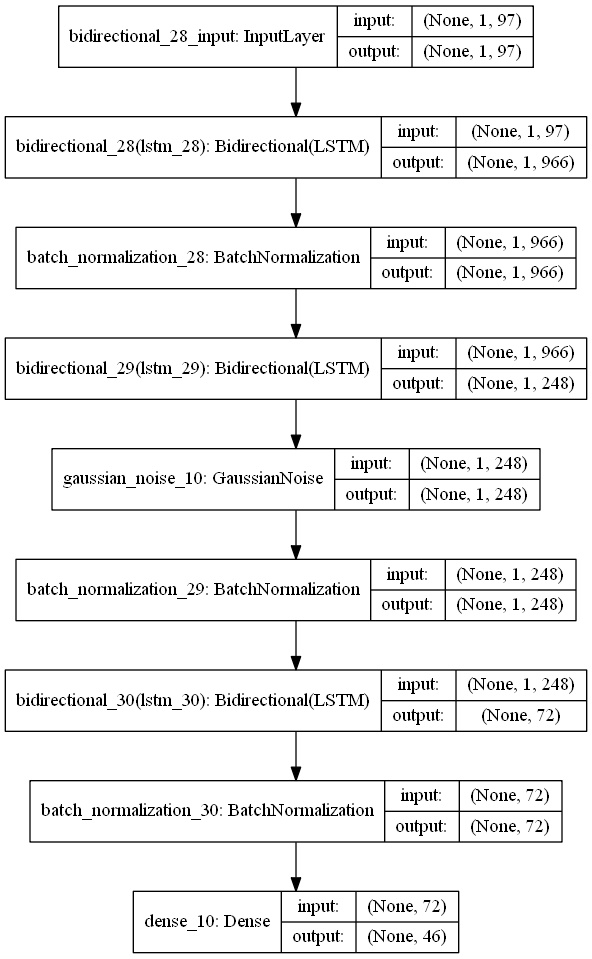 bidirectional_28_input: InputLayer
input: (None, 1, 97)
output: (None, 1, 97)
bidirectional_28(lstm_28): Bidirectional(LSTM)
input: (None, 1, 97)
output: (None, 1, 966)
batch_normalization_28: BatchNormalization
input: (None, 1, 966)
output: (None, 1, 966)
bidirectional_29(lstm_29): Bidirectional(LSTM)
input: (None, 1, 966)
output: (None, 1, 248)
gaussian_noise_10: GaussianNoise
input: (None, 1, 248)
output: (None, 1, 248)
batch_normalization_29: BatchNormalization
input: (None, 1, 248)
output: (None, 1, 248)
bidirectional_30(lstm_30): Bidirectional(LSTM)
input: (None, 1, 248)
output: (None, 72)
batch_normalization_30: BatchNormalization
input: (None, 72)
output: (None, 72)
dense_10: Dense
input: (None, 72)
output: (None, 46)